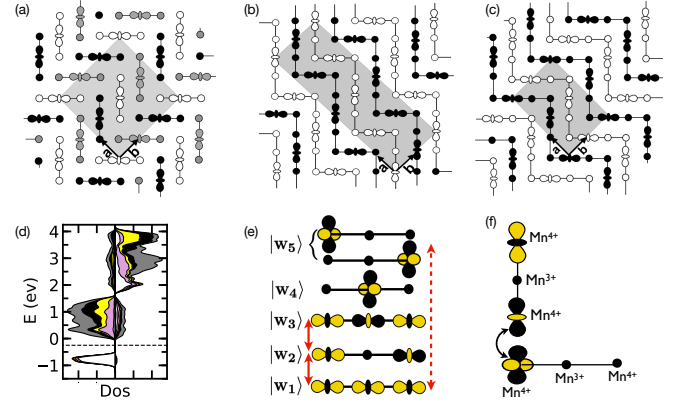 (a)
a
b
(b)
a
b
(c)
a
b
(d)
4
3
2
1
0
−1
E (ev)
Dos
(e)
|w₅⟩
|w₄⟩
|w₃⟩
|w₂⟩
|w₁⟩
(f)
Mn⁴⁺
Mn³⁺
Mn⁴⁺
Mn³⁺
Mn⁴⁺
Mn⁴⁺